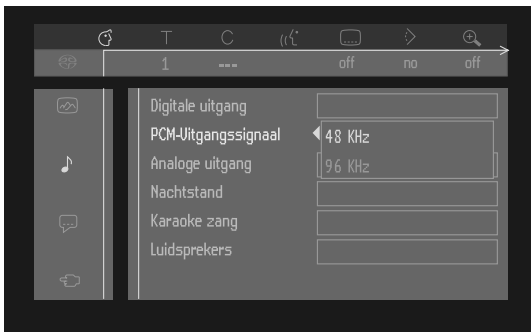 T C
1 --- off no off
Digitale uitgang
PCM-Uitgangssignaal 48 KHz
Analoge uitgang 96 KHz
Nachtstand
Karaoke zang
Luidsprekers